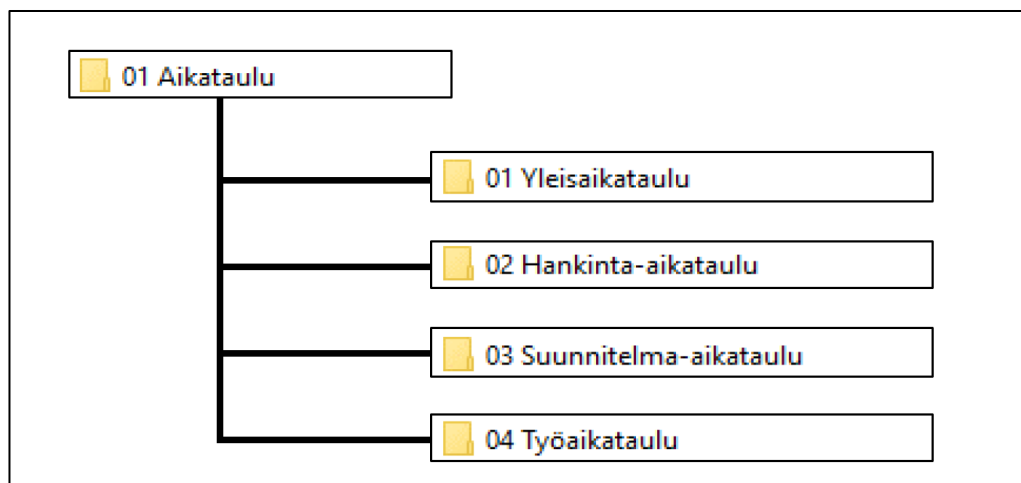 01 Aikataulu
01 Yleisaikataulu
02 Hankinta-aikataulu
03 Suunnitelma-aikataulu
04 Työaikataulu